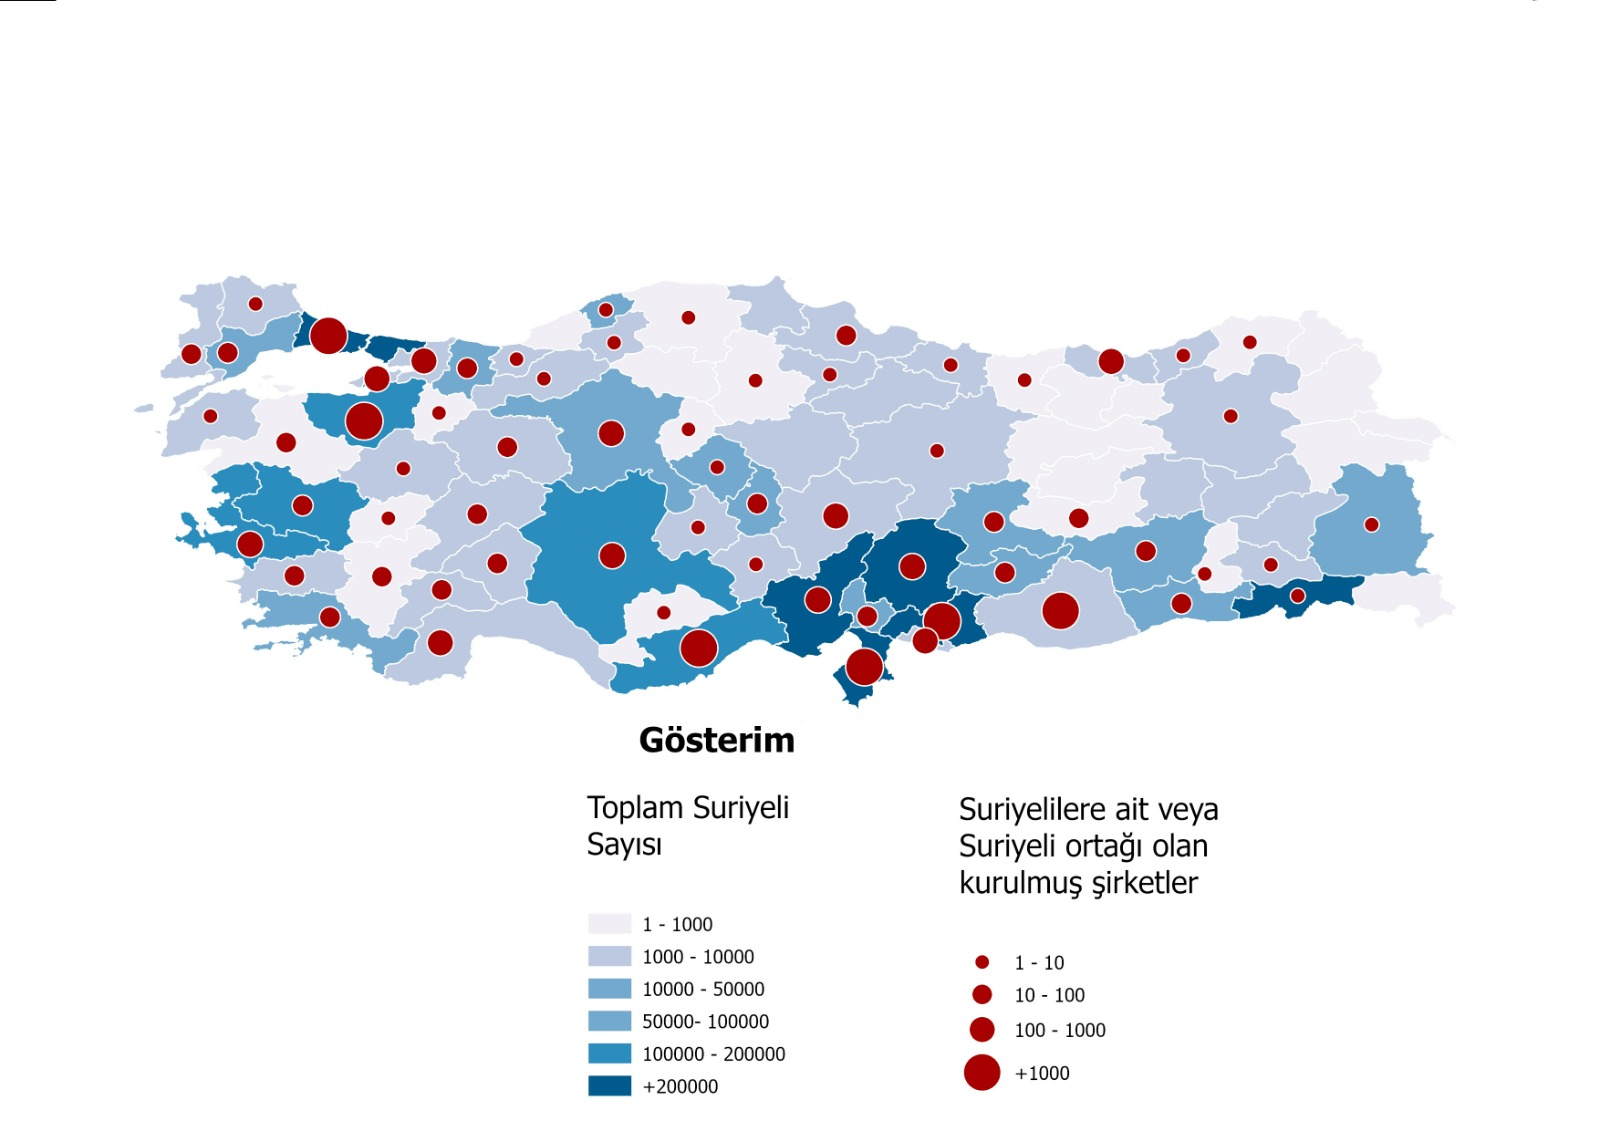 Gösterim
Toplam Suriyeli
Sayısı
1 - 1000
1000 - 10000
10000 - 50000
50000- 100000
100000 - 200000
+200000
Suriyelilere ait veya
Suriyeli ortağı olan
kurulmuş şirketler
1 - 10
10 - 100
100 - 1000
+1000